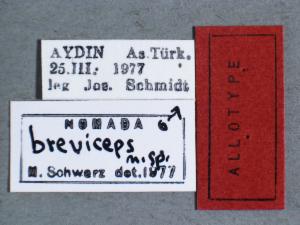 AYDIN As.Türk.
25.III. 1977
leg Jos. Schmidt
NOMADA ♂
breviceps
n.sp.
M. Schwarz det.1977
ALLOTYPE